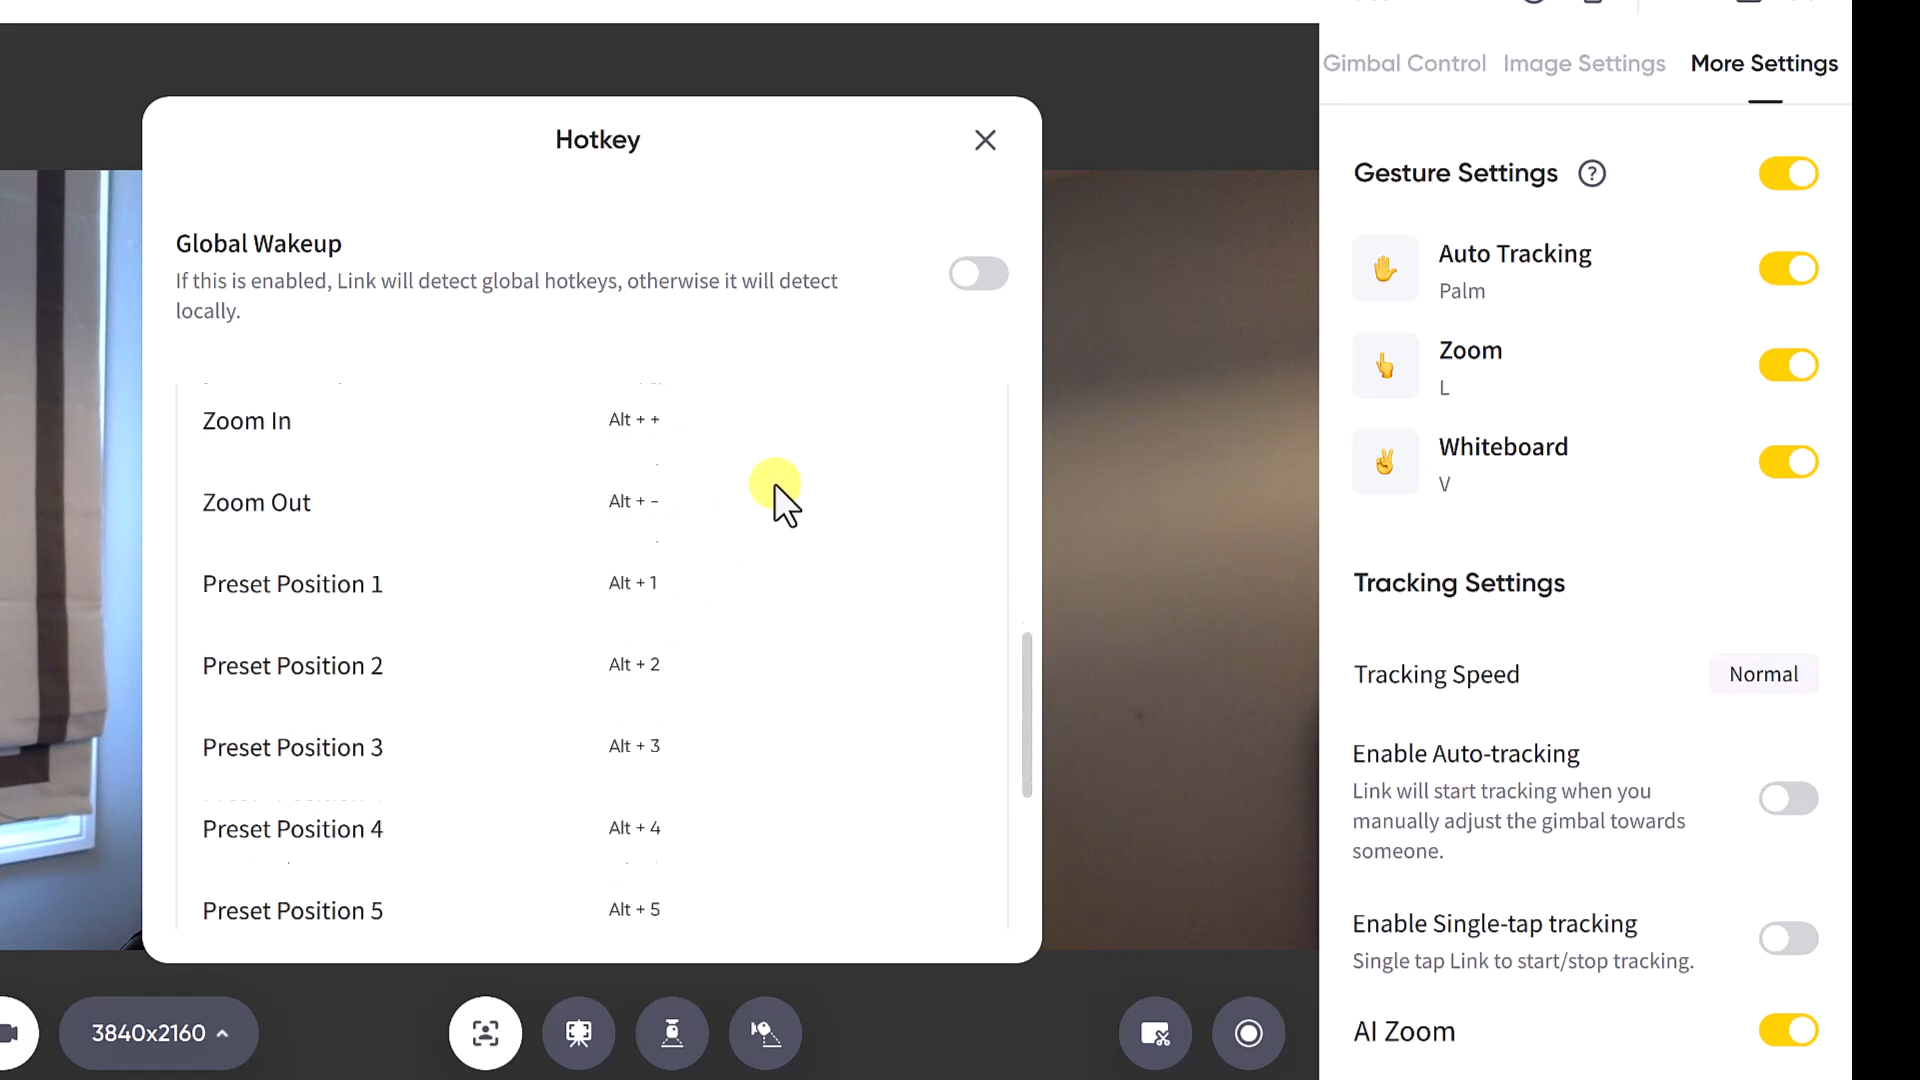 Gimbal Control Image Settings More Settings
Hotkey
Global Wakeup
If this is enabled, Link will detect global hotkeys, otherwise it will detect
locally.
Zoom In Alt + +
Zoom Out Alt + -
Preset Position 1 Alt + 1
Preset Position 2 Alt + 2
Preset Position 3 Alt + 3
Preset Position 4 Alt + 4
Preset Position 5 Alt + 5
3840x2160
Gesture Settings ?
Auto Tracking
Palm
Zoom
L
Whiteboard
V
Tracking Settings
Tracking Speed Normal
Enable Auto-tracking
Link will start tracking when you
manually adjust the gimbal towards
someone.
Enable Single-tap tracking
Single tap Link to start/stop tracking.
AI Zoom